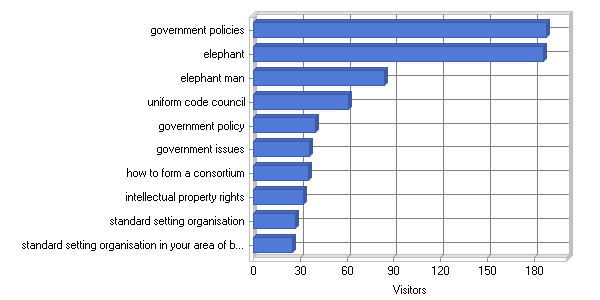 government policies
elephant
elephant man
uniform code council
government policy
government issues
how to form a consortium
intellectual property rights
standard setting organisation
standard setting organisation in your area of b...
0 30 60 90 120 150 180
Visitors